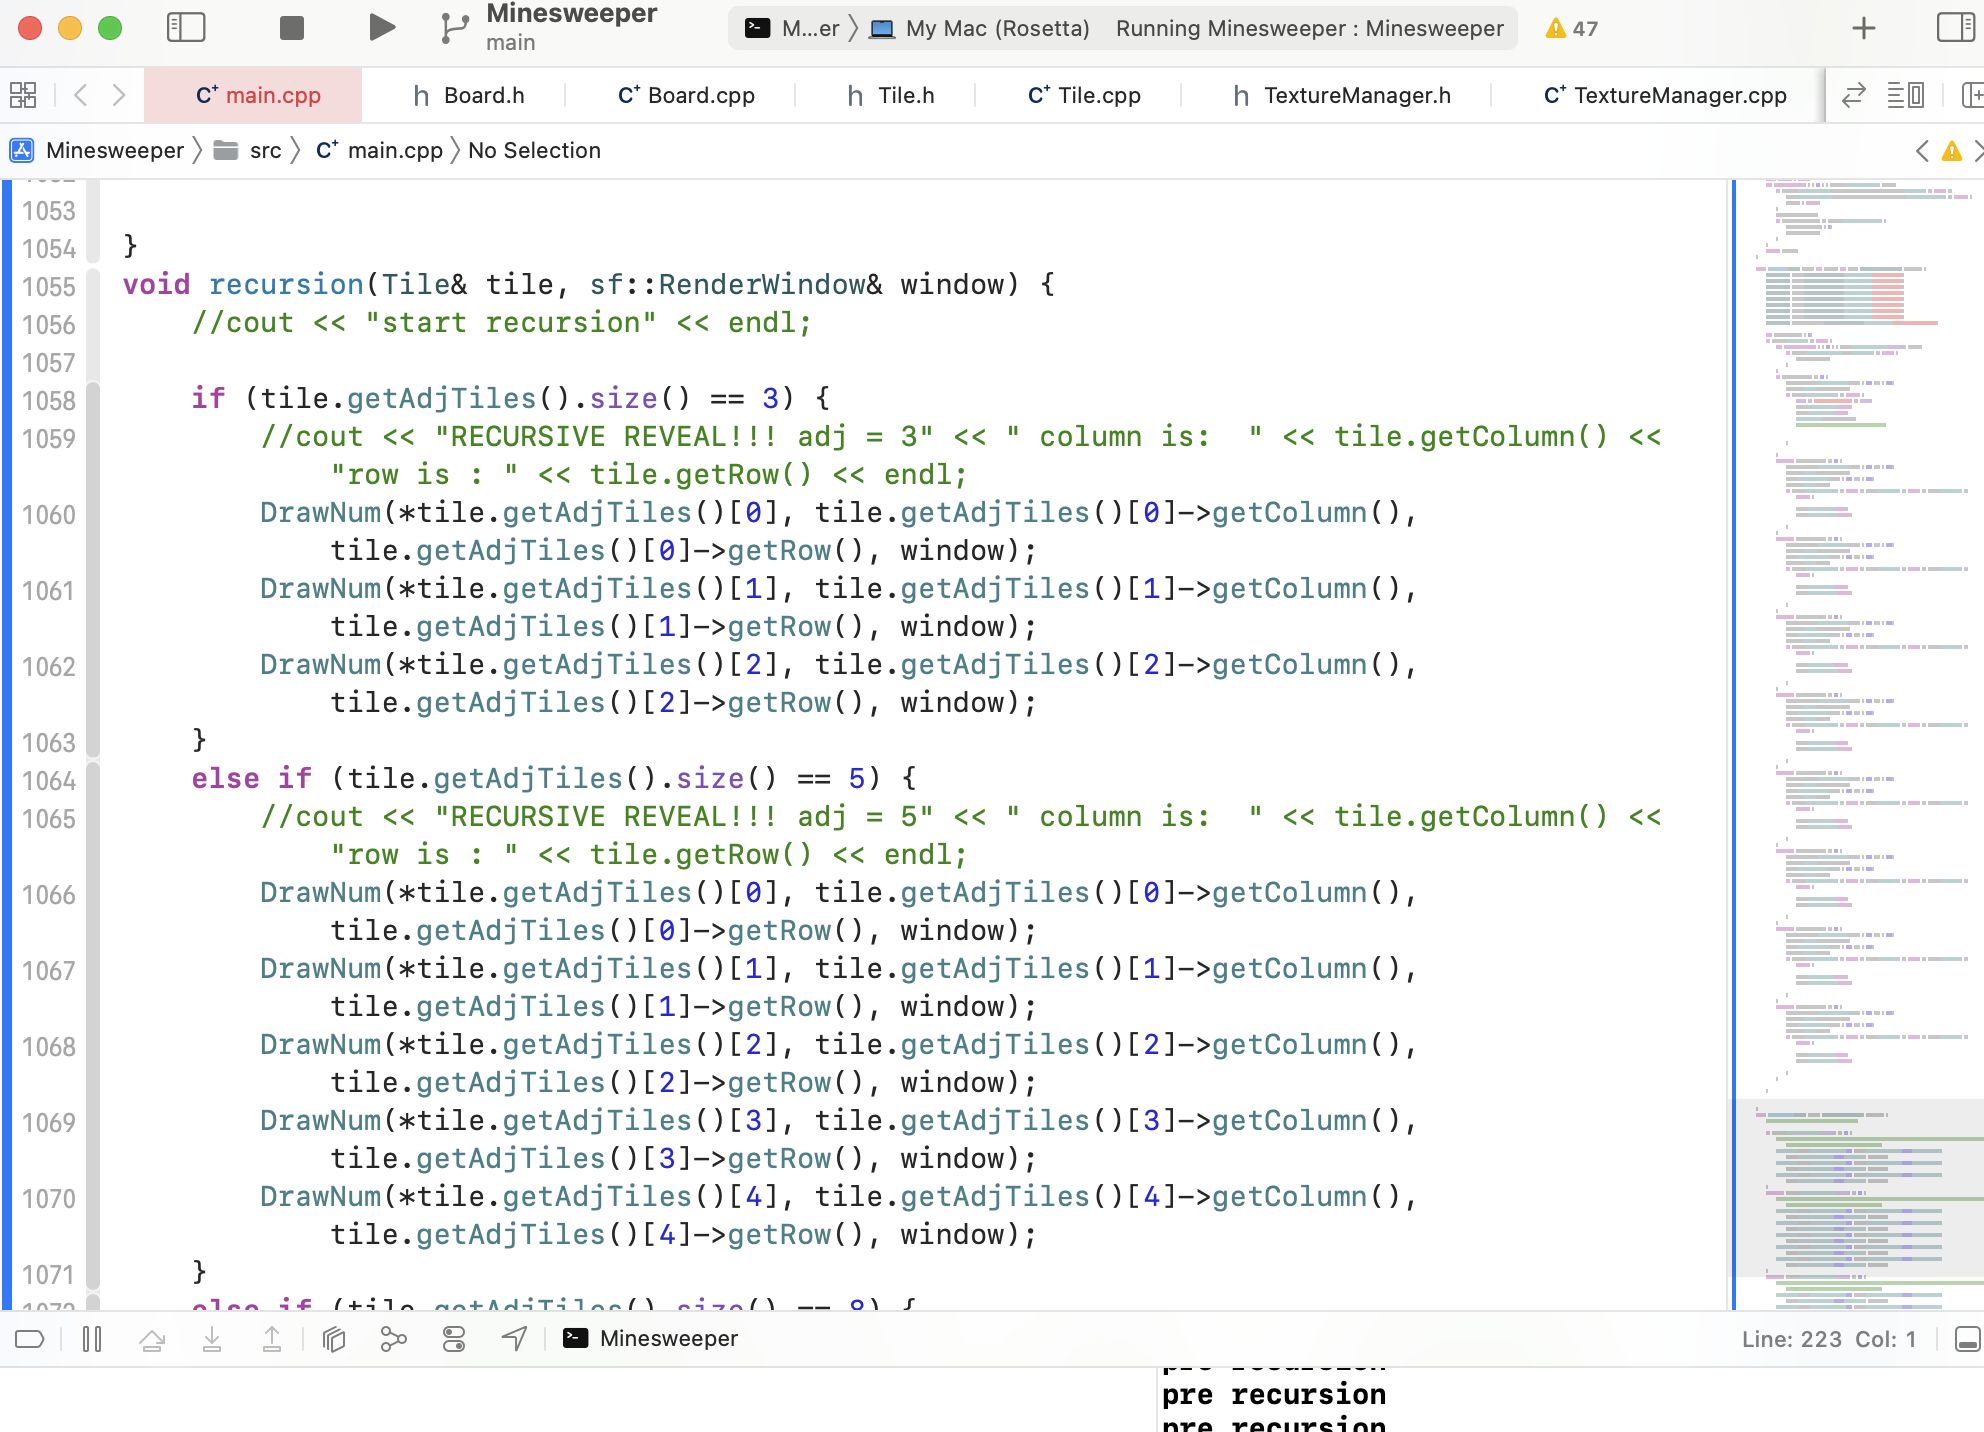 Minesweeper
main
M...er
My Mac (Rosetta)
Running Minesweeper : Minesweeper
47
main.cpp
h Board.h
C+ Board.cpp
h Tile.h
C+ Tile.cpp
h TextureManager.h
C+ TextureManager.cpp
Minesweeper 〉 src 〉 C+ main.cpp 〉 No Selection
1053
1054 }
1055 void recursion(Tile& tile, sf::RenderWindow& window) {
1056 //cout << "start recursion" << endl;
1057
1058 if (tile.getAdjTiles().size() == 3) {
1059 //cout << "RECURSIVE REVEAL!!! adj = 3" << " column is:  " << tile.getColumn() <<
"row is : " << tile.getRow() << endl;
1060 DrawNum(*tile.getAdjTiles()[0], tile.getAdjTiles()[0]->getColumn(),
tile.getAdjTiles()[0]->getRow(), window);
1061 DrawNum(*tile.getAdjTiles()[1], tile.getAdjTiles()[1]->getColumn(),
tile.getAdjTiles()[1]->getRow(), window);
1062 DrawNum(*tile.getAdjTiles()[2], tile.getAdjTiles()[2]->getColumn(),
tile.getAdjTiles()[2]->getRow(), window);
1063 }
1064 else if (tile.getAdjTiles().size() == 5) {
1065 //cout << "RECURSIVE REVEAL!!! adj = 5" << " column is:  " << tile.getColumn() <<
"row is : " << tile.getRow() << endl;
1066 DrawNum(*tile.getAdjTiles()[0], tile.getAdjTiles()[0]->getColumn(),
tile.getAdjTiles()[0]->getRow(), window);
1067 DrawNum(*tile.getAdjTiles()[1], tile.getAdjTiles()[1]->getColumn(),
tile.getAdjTiles()[1]->getRow(), window);
1068 DrawNum(*tile.getAdjTiles()[2], tile.getAdjTiles()[2]->getColumn(),
tile.getAdjTiles()[2]->getRow(), window);
1069 DrawNum(*tile.getAdjTiles()[3], tile.getAdjTiles()[3]->getColumn(),
tile.getAdjTiles()[3]->getRow(), window);
1070 DrawNum(*tile.getAdjTiles()[4], tile.getAdjTiles()[4]->getColumn(),
tile.getAdjTiles()[4]->getRow(), window);
1071 }
1072 else if (tile.getAdjTiles().size() == 8) {
Minesweeper
Line: 223 Col: 1
pre recursion
pre recursion
pre recursion